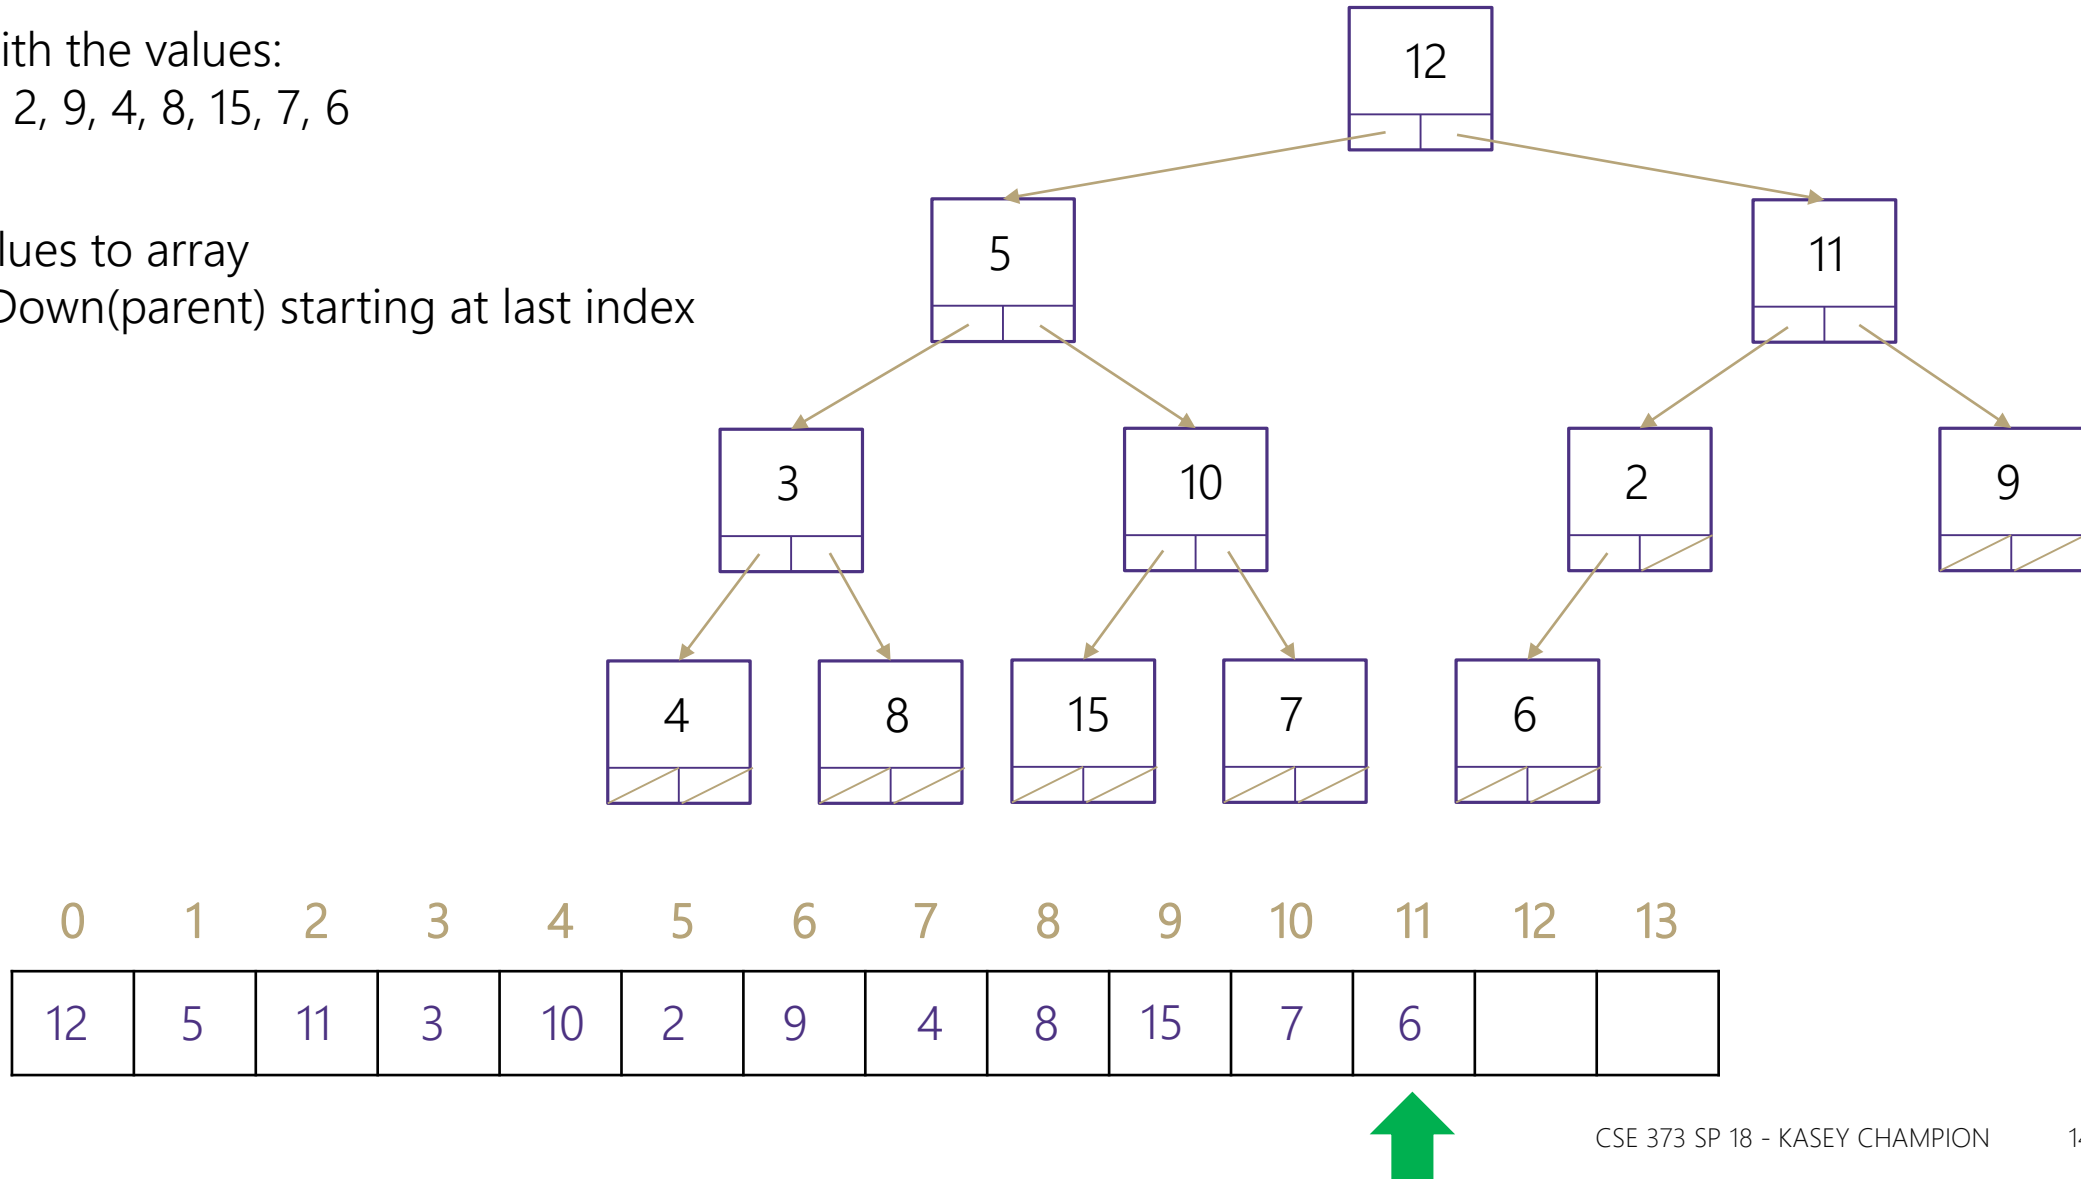 ith the values:
2, 9, 4, 8, 15, 7, 6
lues to array
Down(parent) starting at last index
12
5 11
3 10 2 9
4 8 15 7 6
0 1 2 3 4 5 6 7 8 9 10 11 12 13
12 5 11 3 10 2 9 4 8 15 7 6
CSE 373 SP 18 - KASEY CHAMPION